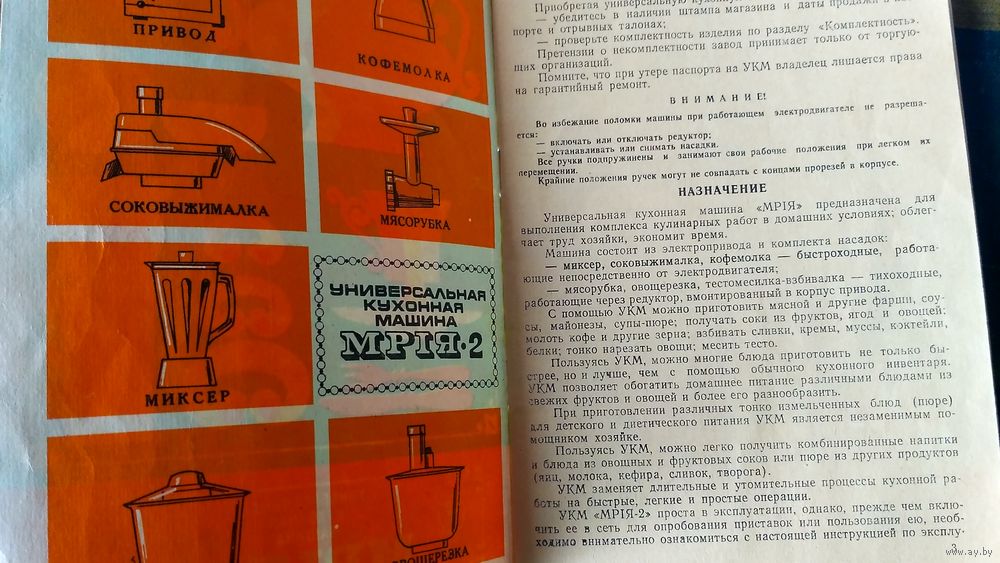 ПРИВОД
КОФЕМОЛКА
СОКОВЫЖИМАЛКА
МЯСОРУБКА
МИКСЕР
УНИВЕРСАЛЬНАЯ
КУХОННАЯ
МАШИНА
МРІЯ·2
Приобретая универсальную
— убедитесь в наличии штампа магазина и даты продажи в
порте и отрывных талонах;
— проверьте комплектность изделия по разделу «Комплектность».
Претензии о некомплектности завод принимает только от торгую-
щих организаций.
Помните, что при утере паспорта на УКМ владелец лишается права
на гарантийный ремонт.
ВНИМАНИЕ!
Во избежание поломки машины при работающем электродвигателе не разреша-
ется:
— включать или отключать редуктор;
— устанавливать или снимать насадки.
Все ручки подпружинены и занимают свои рабочие положения при легком их
перемещении.
Крайние положения ручек могут не совпадать с концами прорезей в корпусе.
НАЗНАЧЕНИЕ
Универсальная кухонная машина «МРІЯ» предназначена для
выполнения комплекса кулинарных работ в домашних условиях; облег-
чает труд хозяйки, экономит время.
Машина состоит из электропривода и комплекта насадок:
— миксер, соковыжималка, кофемолка — быстроходные, работа-
ющие непосредственно от электродвигателя;
— мясорубка, овощерезка, тестомесилка-взбивалка — тихоходные,
работающие через редуктор, вмонтированный в корпус привода.
С помощью УКМ можно приготовить мясной и другие фарши, соу-
сы, майонезы, супы-пюре; получать соки из фруктов, ягод и овощей;
молоть кофе и другие зерна; взбивать сливки, кремы, муссы, коктейли,
белки; тонко нарезать овощи; месить тесто.
Пользуясь УКМ, можно многие блюда приготовить не только бы-
стрее, но и лучше, чем с помощью обычного кухонного инвентаря.
УКМ позволяет обогатить домашнее питание различными блюдами из
свежих фруктов и овощей и более его разнообразить.
При приготовлении различных тонко измельченных блюд (пюре)
для детского и диетического питания УКМ является незаменимым по-
мощником хозяйке.
Пользуясь УКМ, можно легко получить комбинированные напитки
и блюда из овощных и фруктовых соков или пюре из других продуктов
(яиц, молока, кефира, сливок, творога).
УКМ заменяет длительные и утомительные процессы кухонной ра-
боты на быстрые, легкие и простые операции.
УКМ «МРІЯ-2» проста в эксплуатации, однако, прежде чем вклю-
чить ее в сеть для опробования приставок или пользования ею, необ-
ходимо внимательно ознакомиться с настоящей инструкцией по эксплу-
3
www.ay.by